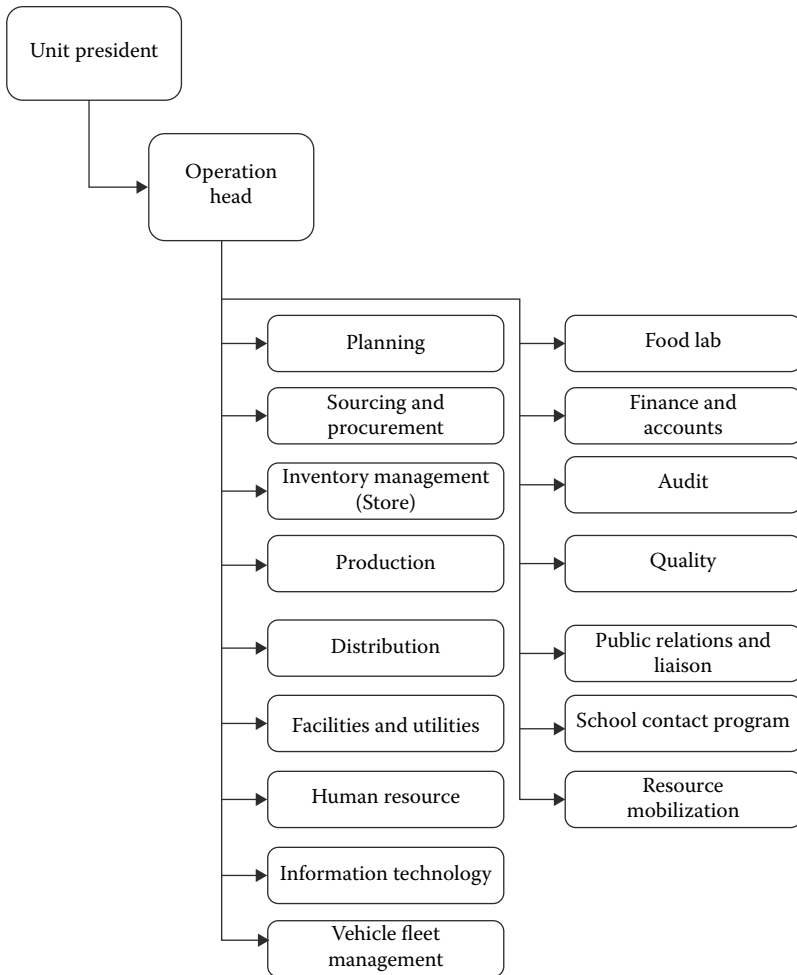 Unit president
Operation
head
Planning
Sourcing and
procurement
Inventory management
(Store)
Production
Distribution
Facilities and utilities
Human resource
Information technology
Vehicle fleet
management
Food lab
Finance and
accounts
Audit
Quality
Public relations and
liaison
School contact program
Resource
mobilization